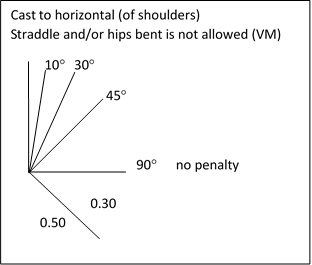 Cast to horizontal (of shoulders)
Straddle and/or hips bent is not allowed (VM)
10° 30°
45°
90° no penalty
0.30
0.50